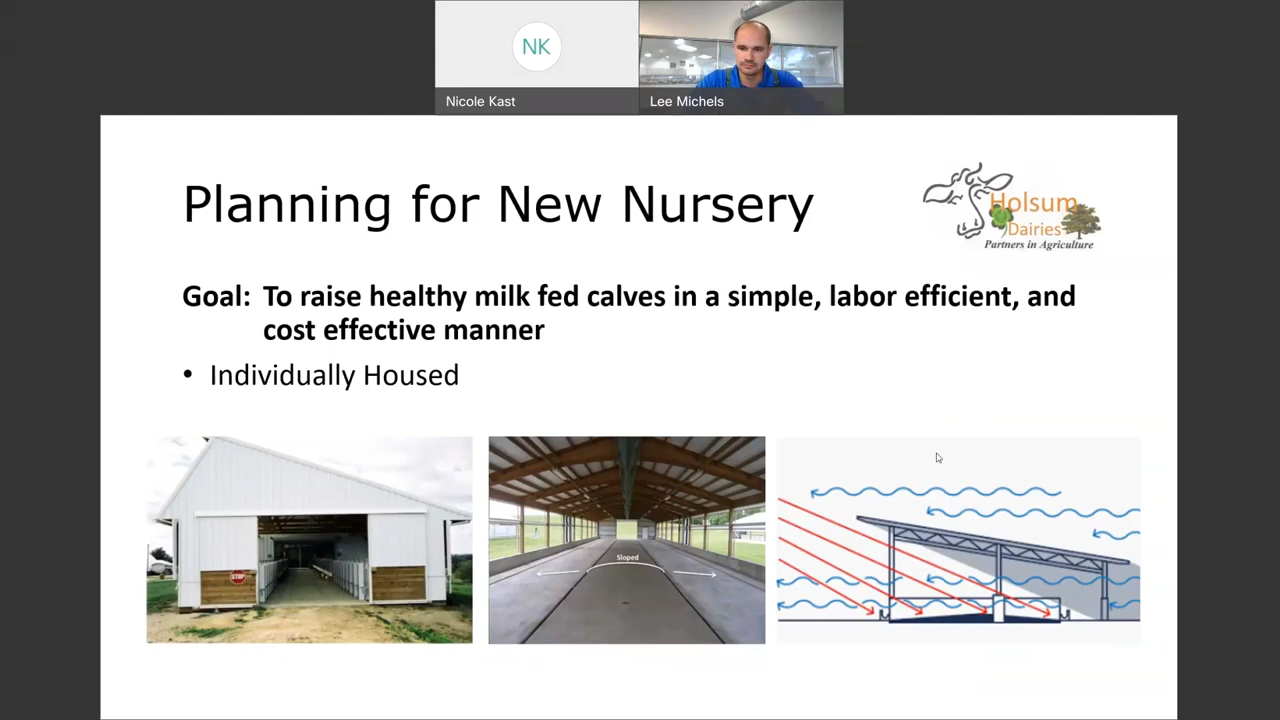 NK
Nicole Kast
Lee Michels
Planning for New Nursery
Holsum
Dairies
Partners in Agriculture
Goal: To raise healthy milk fed calves in a simple, labor efficient, and
cost effective manner
• Individually Housed
STOP
Sloped